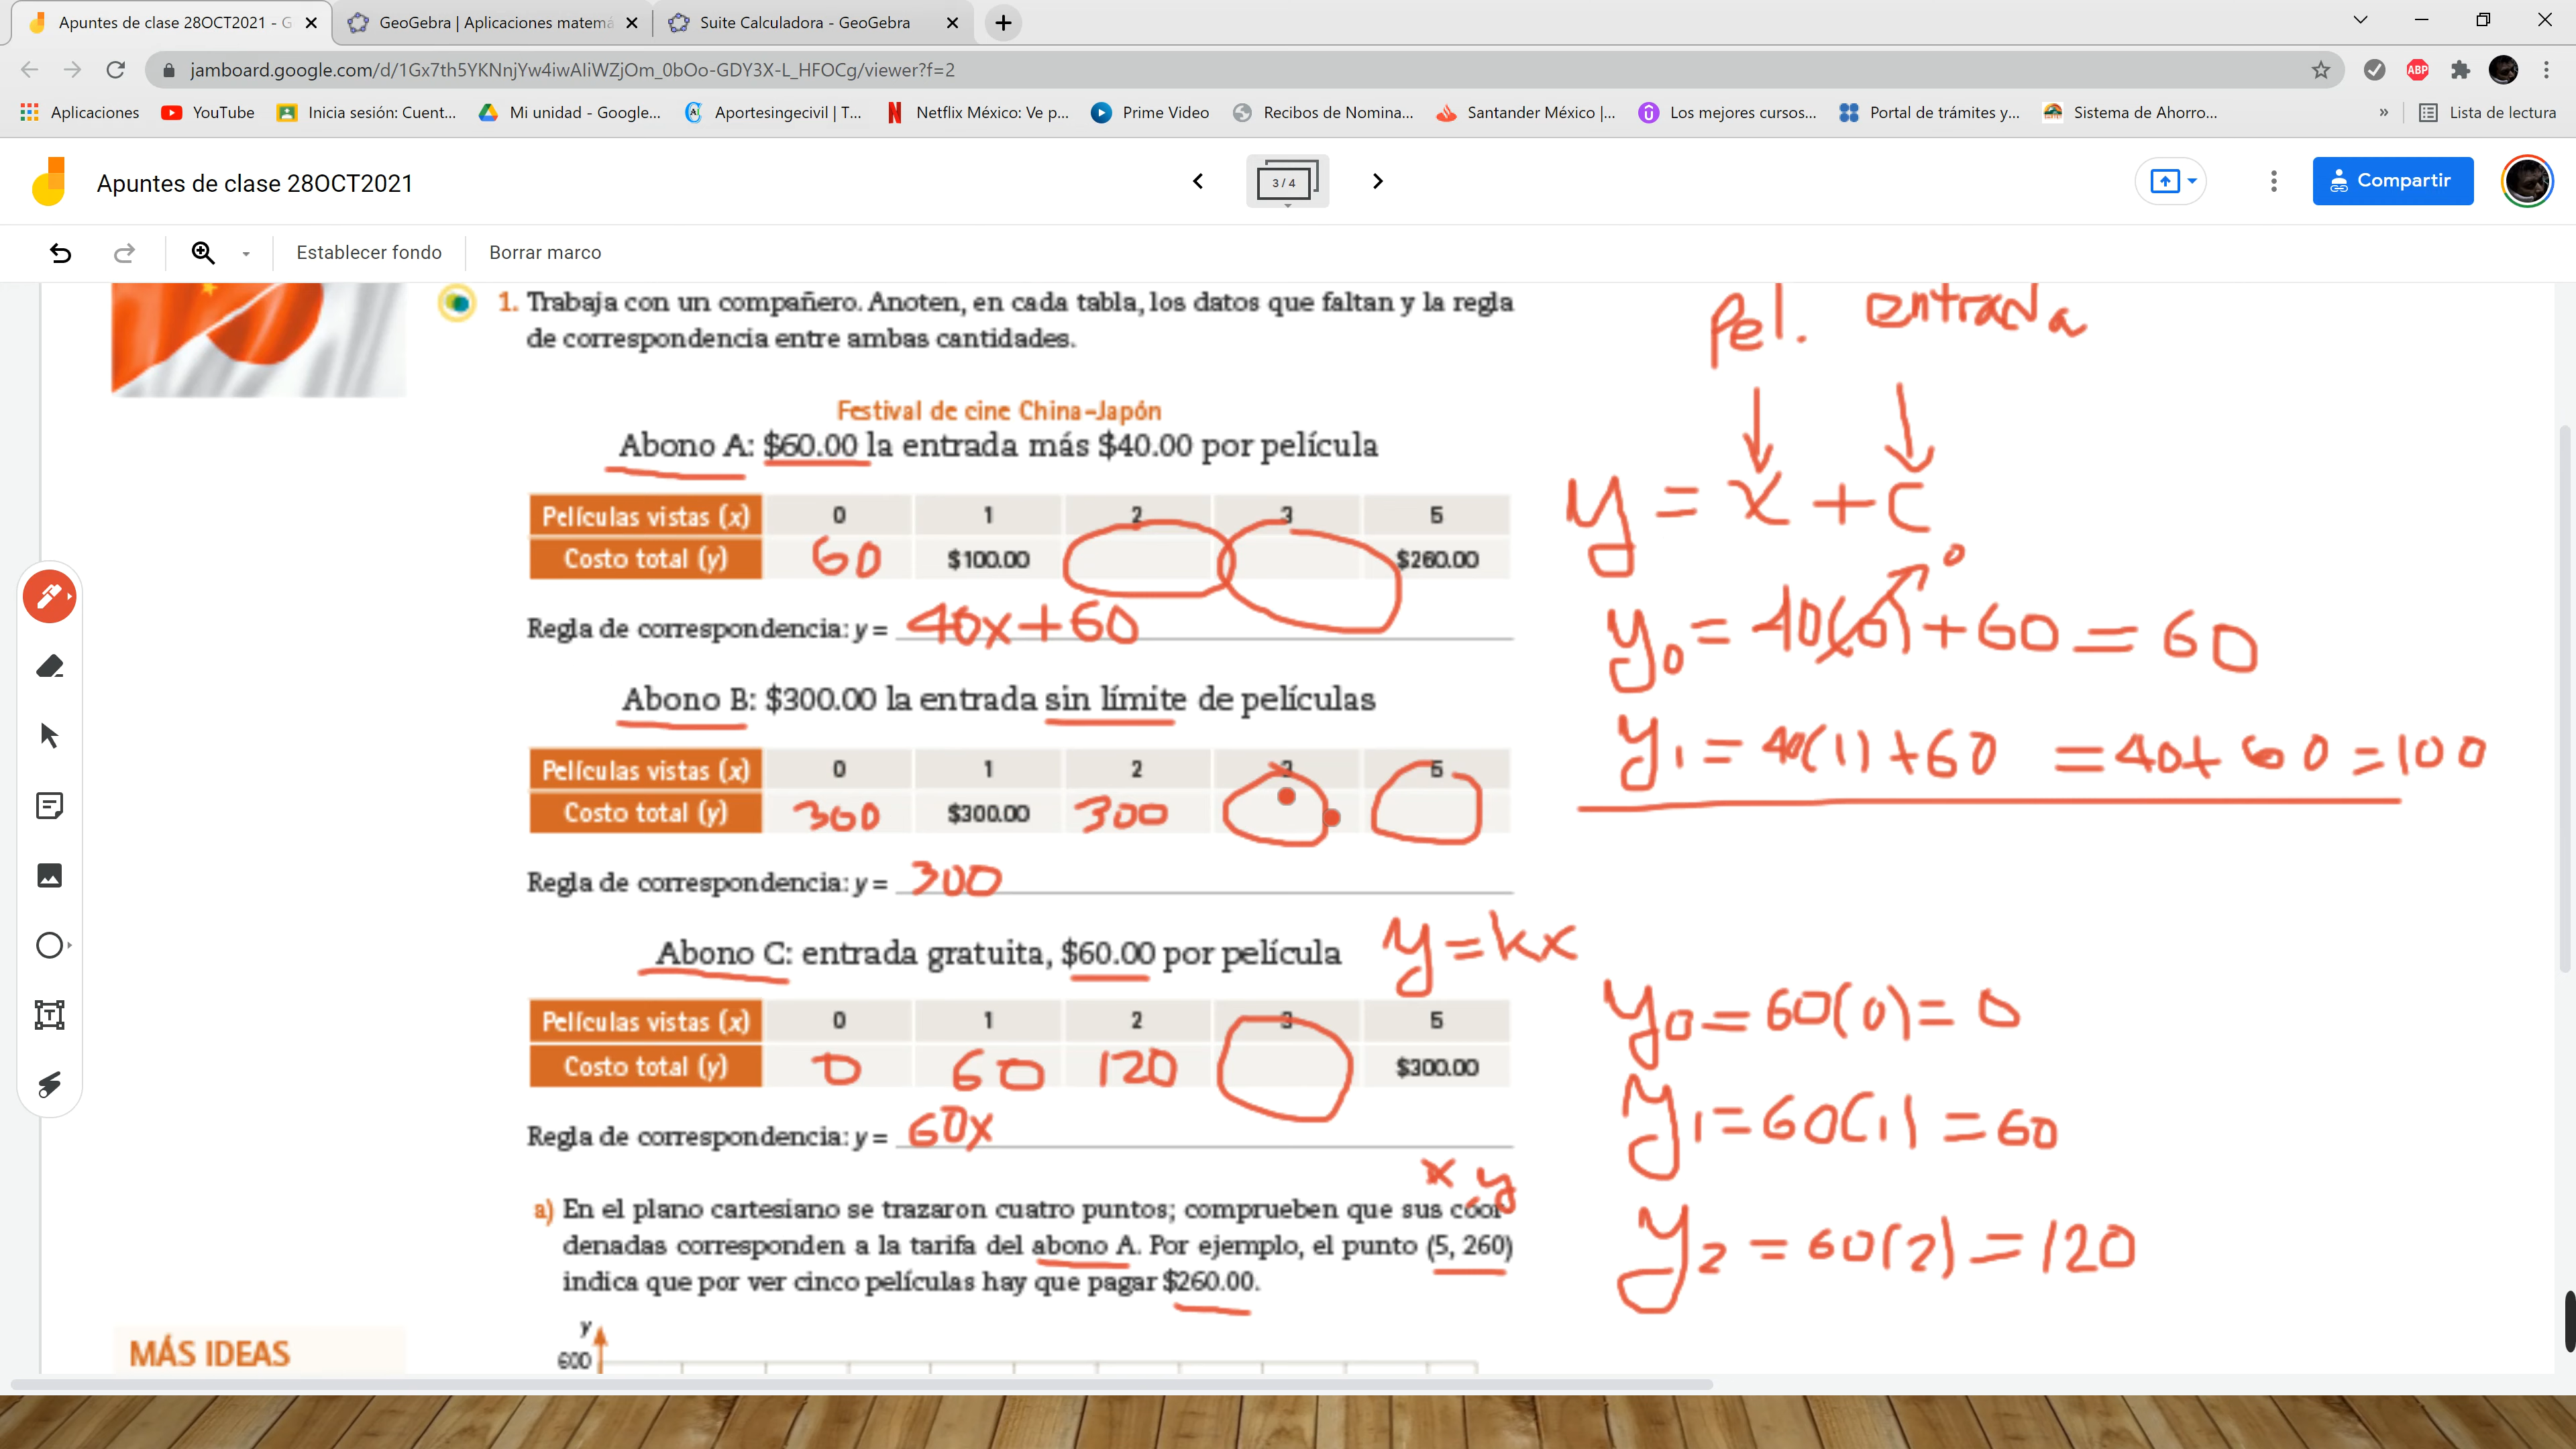 Apuntes de clase 28OCT2021 - G
GeoGebra | Aplicaciones matemá
Suite Calculadora - GeoGebra
jamboard.google.com/d/1Gx7th5YKNnjYw4iwAIiWZjOm_0bOo-GDY3X-L_HFOCg/viewer?f=2
ABP
Aplicaciones YouTube Inicia sesión: Cuent... Mi unidad - Google... Aportesingecivil | T... Netflix México: Ve p... Prime Video Recibos de Nomina... Santander México |... Los mejores cursos... Portal de trámites y... Sistema de Ahorro... » Lista de lectura
Apuntes de clase 28OCT2021
3 / 4
Compartir
Establecer fondo Borrar marco
1. Trabaja con un compañero. Anoten, en cada tabla, los datos que faltan y la regla
de correspondencia entre ambas cantidades.
Festival de cine China–Japón
Abono A: $60.00 la entrada más $40.00 por película
Películas vistas (x) 0 1 2 3 5
Costo total (y) 60 $100.00 $260.00
Regla de correspondencia: y = 40x+60
Abono B: $300.00 la entrada sin límite de películas
Películas vistas (x) 0 1 2 3 5
Costo total (y) 300 $300.00 300
Regla de correspondencia: y = 300
Abono C: entrada gratuita, $60.00 por película
y=kx
Películas vistas (x) 0 1 2 3 5
Costo total (y) 0 60 120 $300.00
Regla de correspondencia: y = 60x
x,y
a) En el plano cartesiano se trazaron cuatro puntos; comprueben que sus coor
denadas corresponden a la tarifa del abono A. Por ejemplo, el punto (5, 260)
indica que por ver cinco películas hay que pagar $260.00.
y
600
MÁS IDEAS
Pel. entrada
y = x + c
0
y0 = 40(0)+60=60
y1 = 40(1)+60 =40+60=100
y0=60(0)=0
y1=60(1)=60
y2=60(2)=120